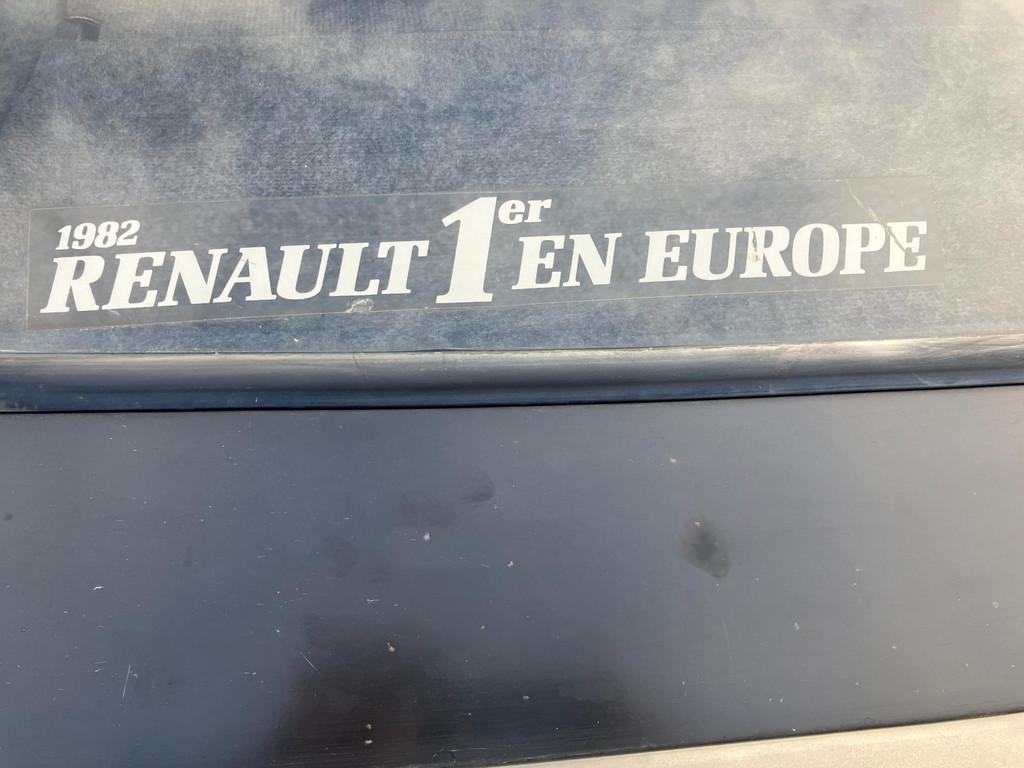 1982
RENAULT 1er EN EUROPE